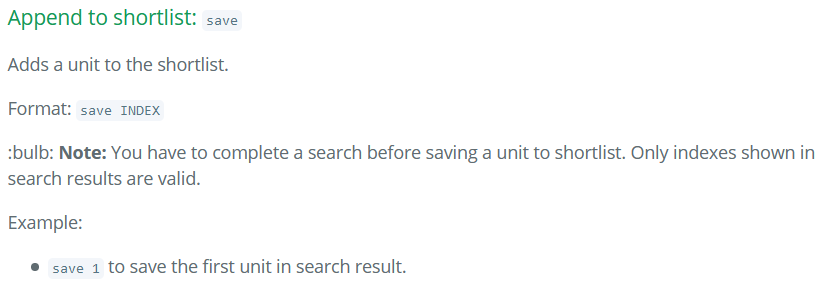 Append to shortlist: save
Adds a unit to the shortlist.
Format: save INDEX
:bulb: Note: You have to complete a search before saving a unit to shortlist. Only indexes shown in
search results are valid.
Example:
save 1 to save the first unit in search result.